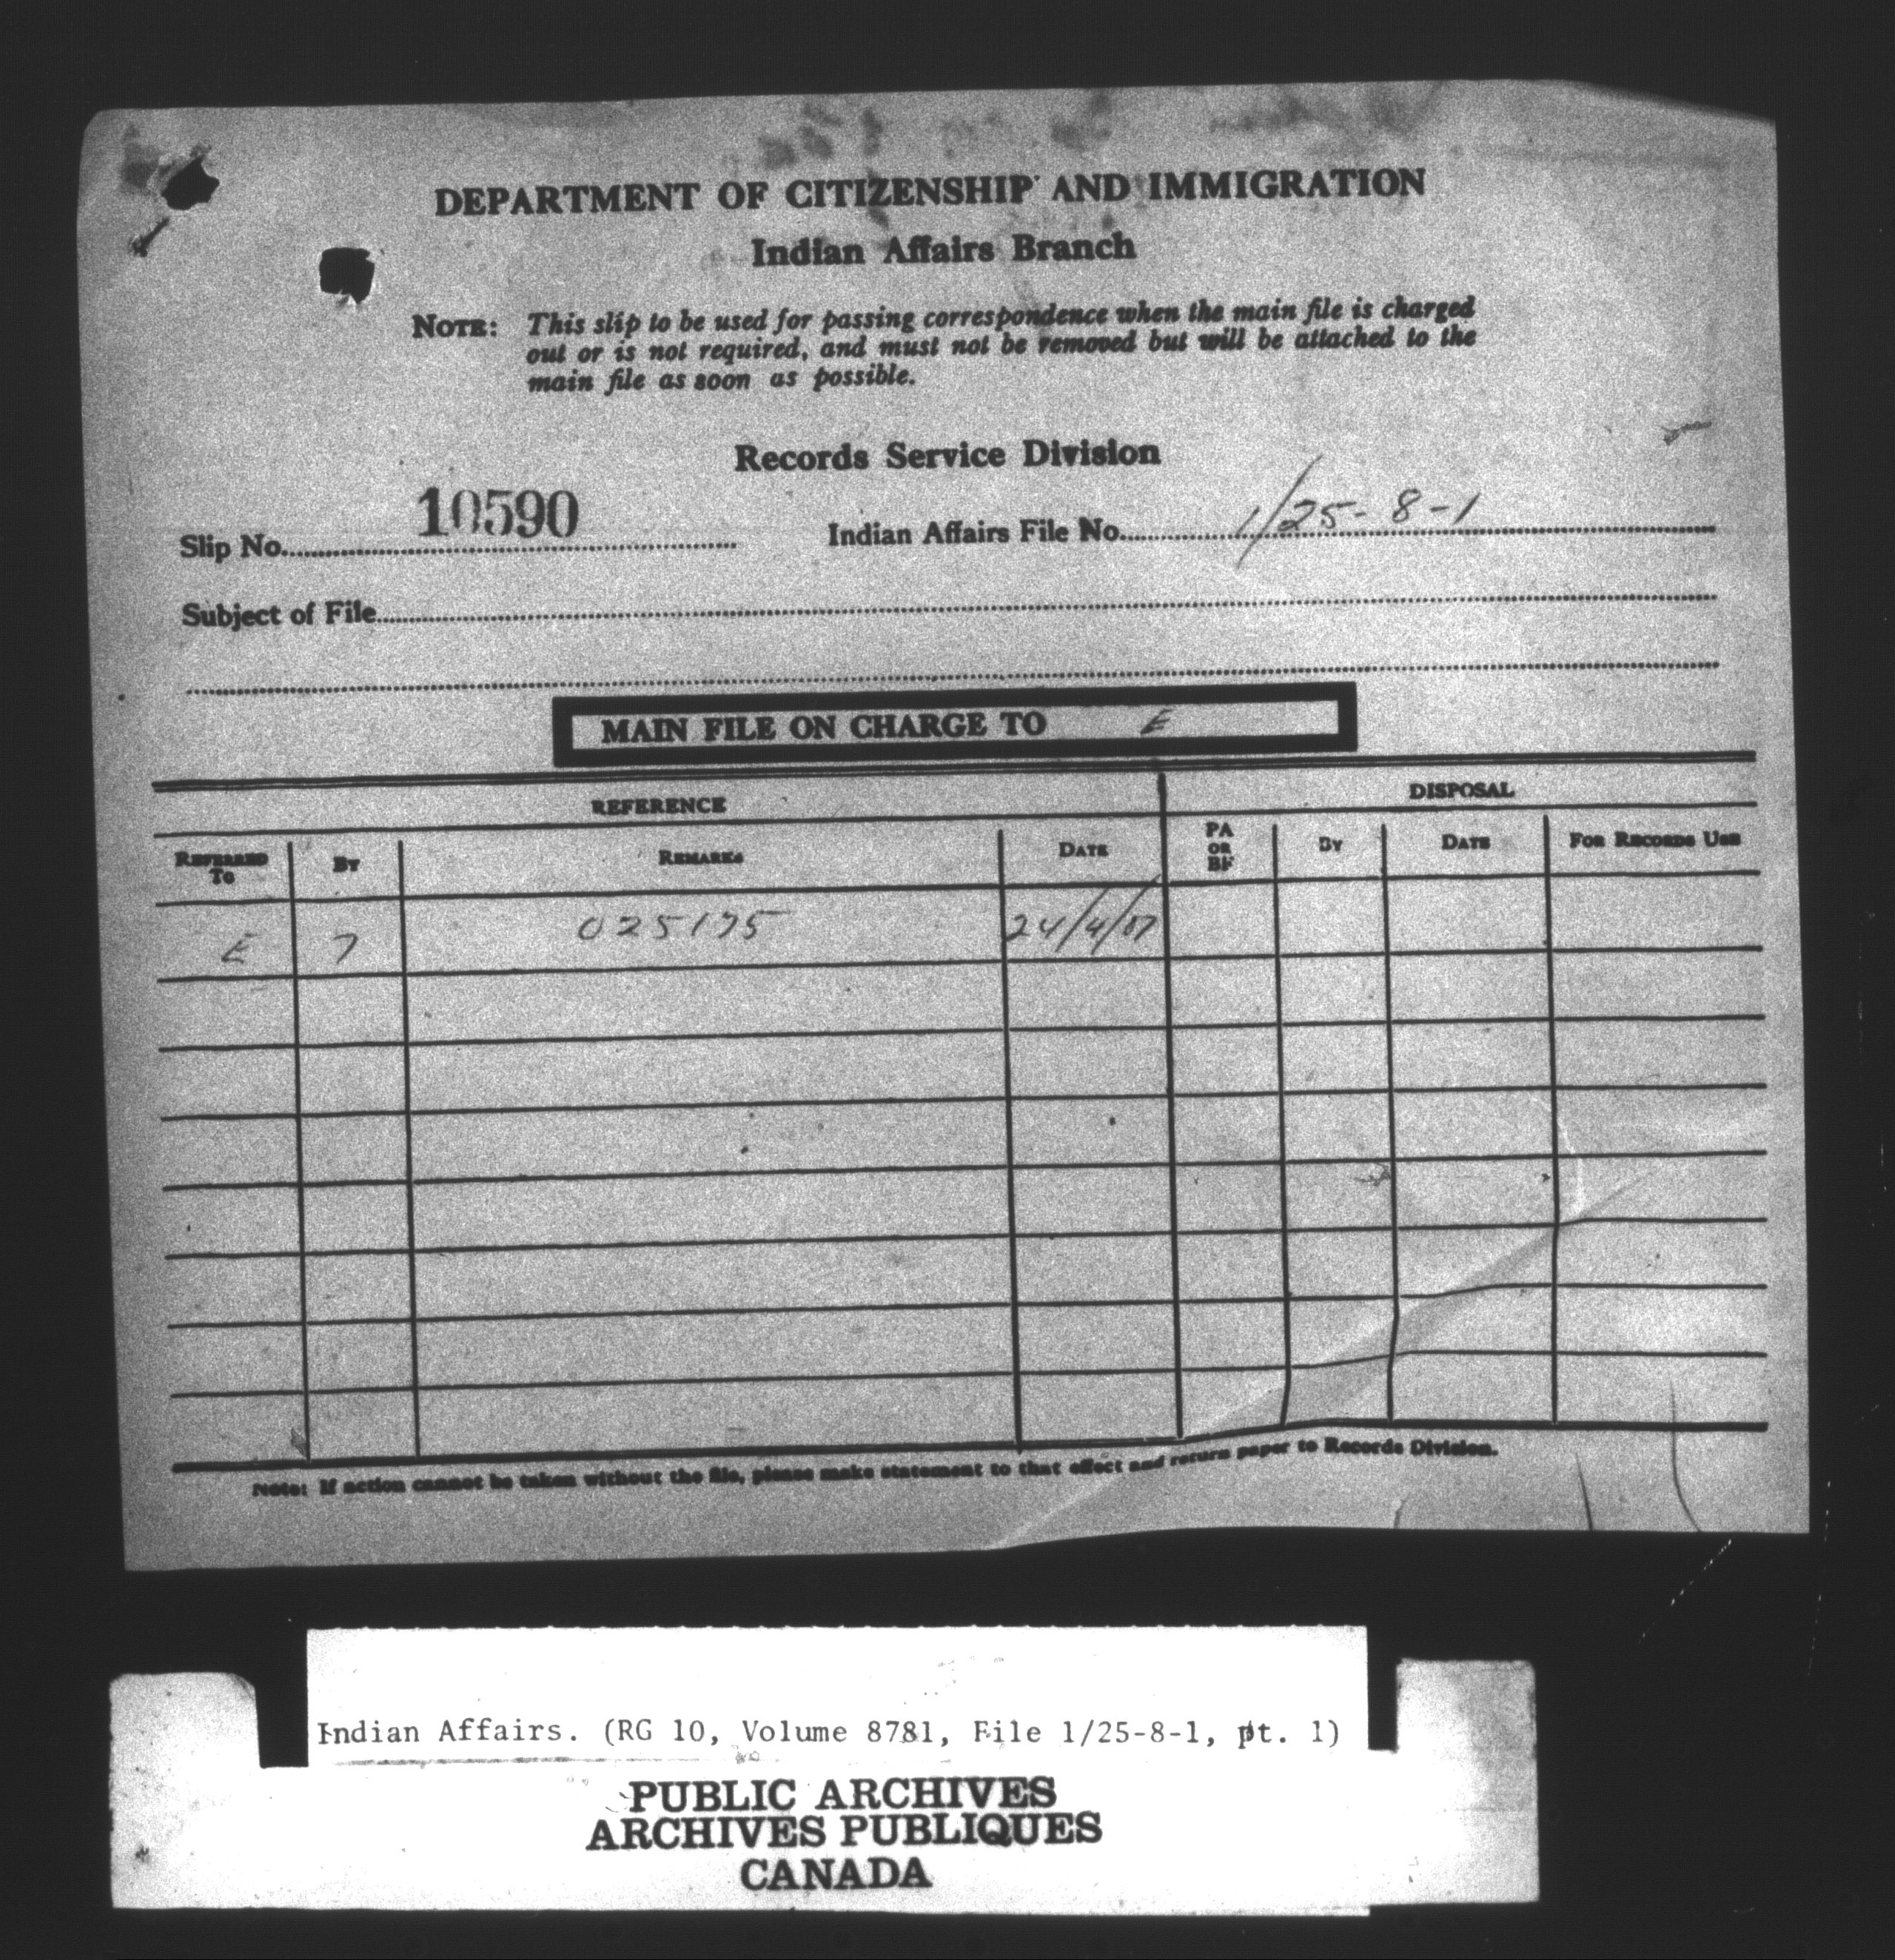 DEPARTMENT OF CITIZENSHIP AND IMMIGRATION
Indian Affairs Branch
NOTE: This slip to be used for passing correspondence when the main file is charged
out or is not required, and must not be removed but will be attached to the
main file as soon as possible.
Records Service Division
Slip No. 10590 Indian Affairs File No. 1/25-8-1
Subject of File
MAIN FILE ON CHARGE TO E
REFERENCE DISPOSAL
REFERRED TO BY REMARKS DATE PA OR BF BY DATE FOR RECORDS USE
E 7 025175 24/4/57
Note: If action cannot be taken without the file, please make statement to that effect and return paper to Records Division.
Indian Affairs. (RG 10, Volume 8781, File 1/25-8-1, pt. 1)
PUBLIC ARCHIVES
ARCHIVES PUBLIQUES
CANADA